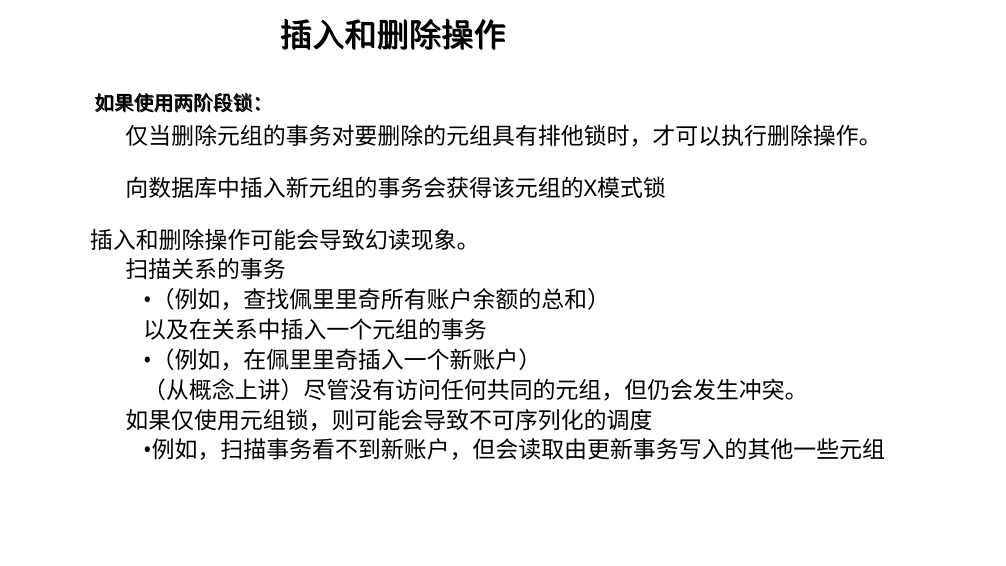 插入和删除操作
如果使用两阶段锁：
仅当删除元组的事务对要删除的元组具有排他锁时，才可以执行删除操作。
向数据库中插入新元组的事务会获得该元组的X模式锁
插入和删除操作可能会导致幻读现象。
扫描关系的事务
•（例如，查找佩里里奇所有账户余额的总和）
以及在关系中插入一个元组的事务
•（例如，在佩里里奇插入一个新账户）
（从概念上讲）尽管没有访问任何共同的元组，但仍会发生冲突。
如果仅使用元组锁，则可能会导致不可序列化的调度
•例如，扫描事务看不到新账户，但会读取由更新事务写入的其他一些元组